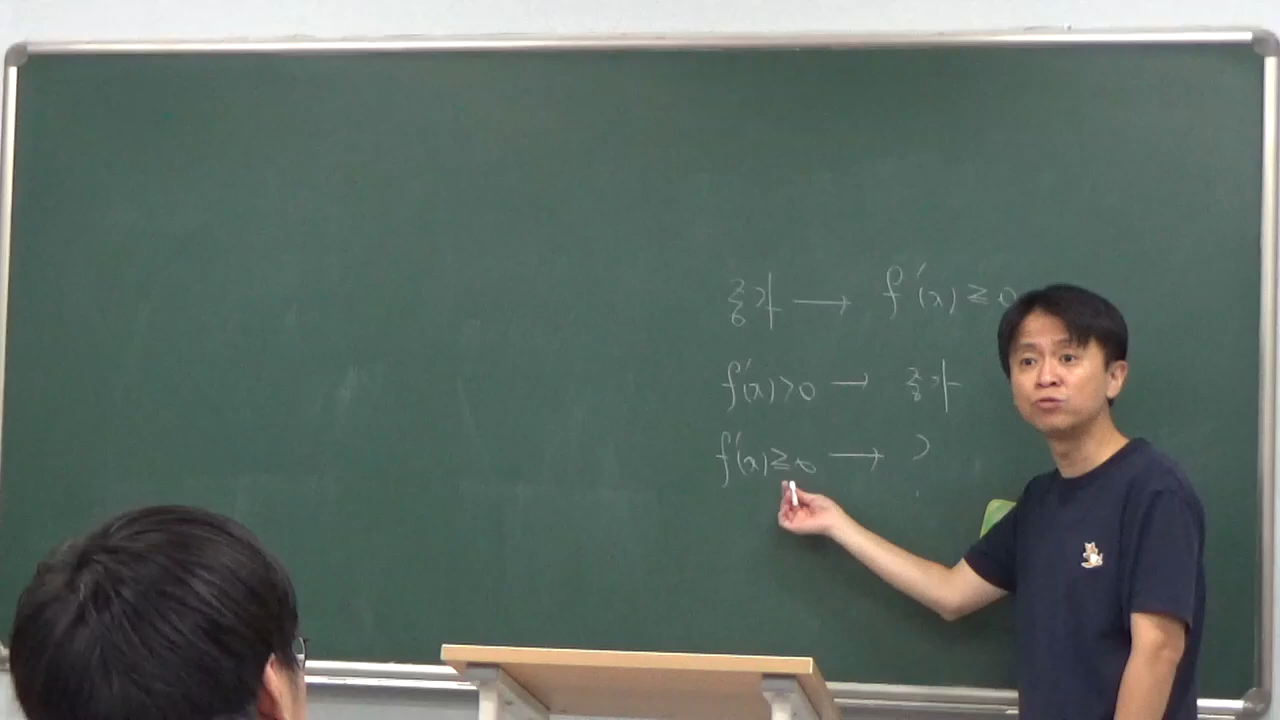 증가 → f'(x) ≥ 0
f'(x) > 0 → 증가
f'(x) ≥ 0 → ?